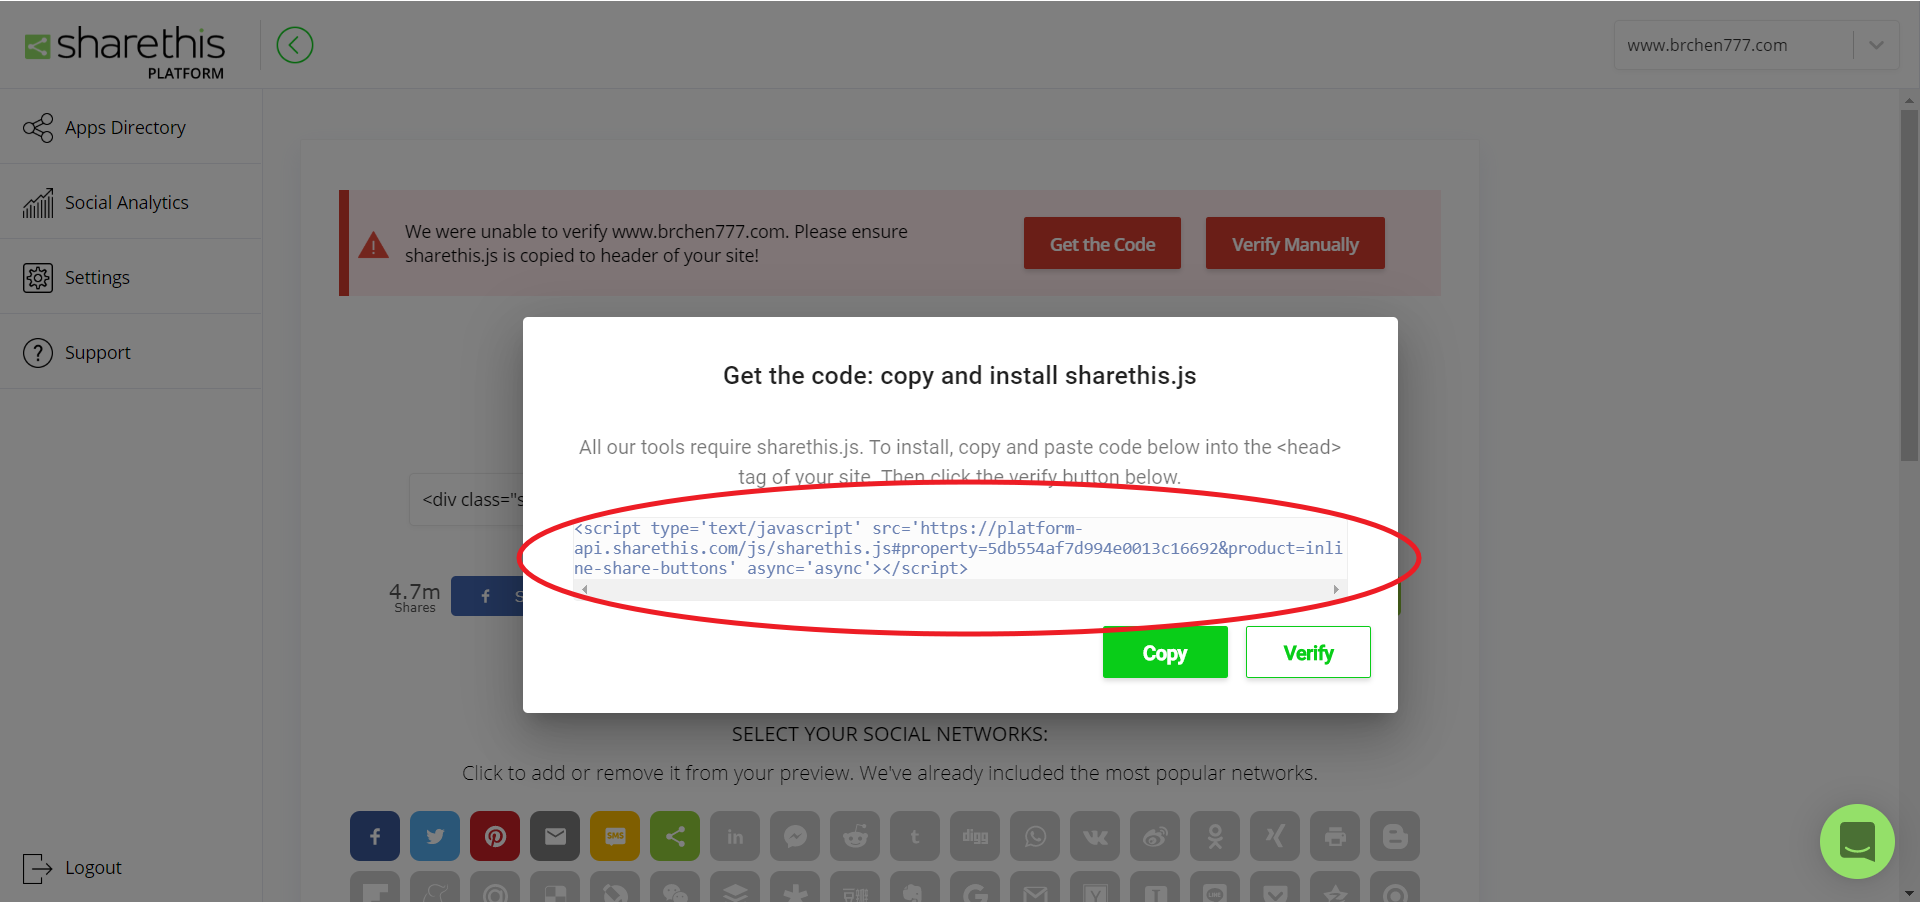 sharethis
PLATFORM
www.brchen777.com
Apps Directory
Social Analytics
Settings
Support
Logout
We were unable to verify www.brchen777.com. Please ensure
sharethis.js is copied to header of your site!
Get the Code
Verify Manually
Get the code: copy and install sharethis.js
All our tools require sharethis.js. To install, copy and paste code below into the <head>
tag of your site. Then click the verify button below.
<div class="s
<script type='text/javascript' src='https://platform-
api.sharethis.com/js/sharethis.js#property=5db554af7d994e0013c16692&product=inli
ne-share-buttons' async='async'></script>
4.7m
Shares
S
Copy
Verify
SELECT YOUR SOCIAL NETWORKS:
Click to add or remove it from your preview. We've already included the most popular networks.
SMS
in
digg